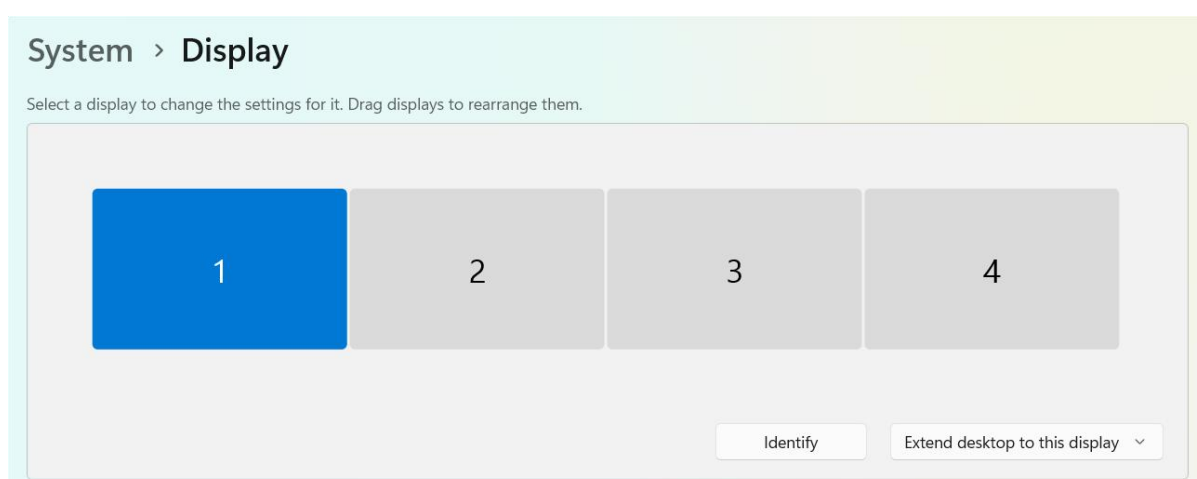 System > Display
Select a display to change the settings for it. Drag displays to rearrange them.
1 2 3 4
Identify Extend desktop to this display